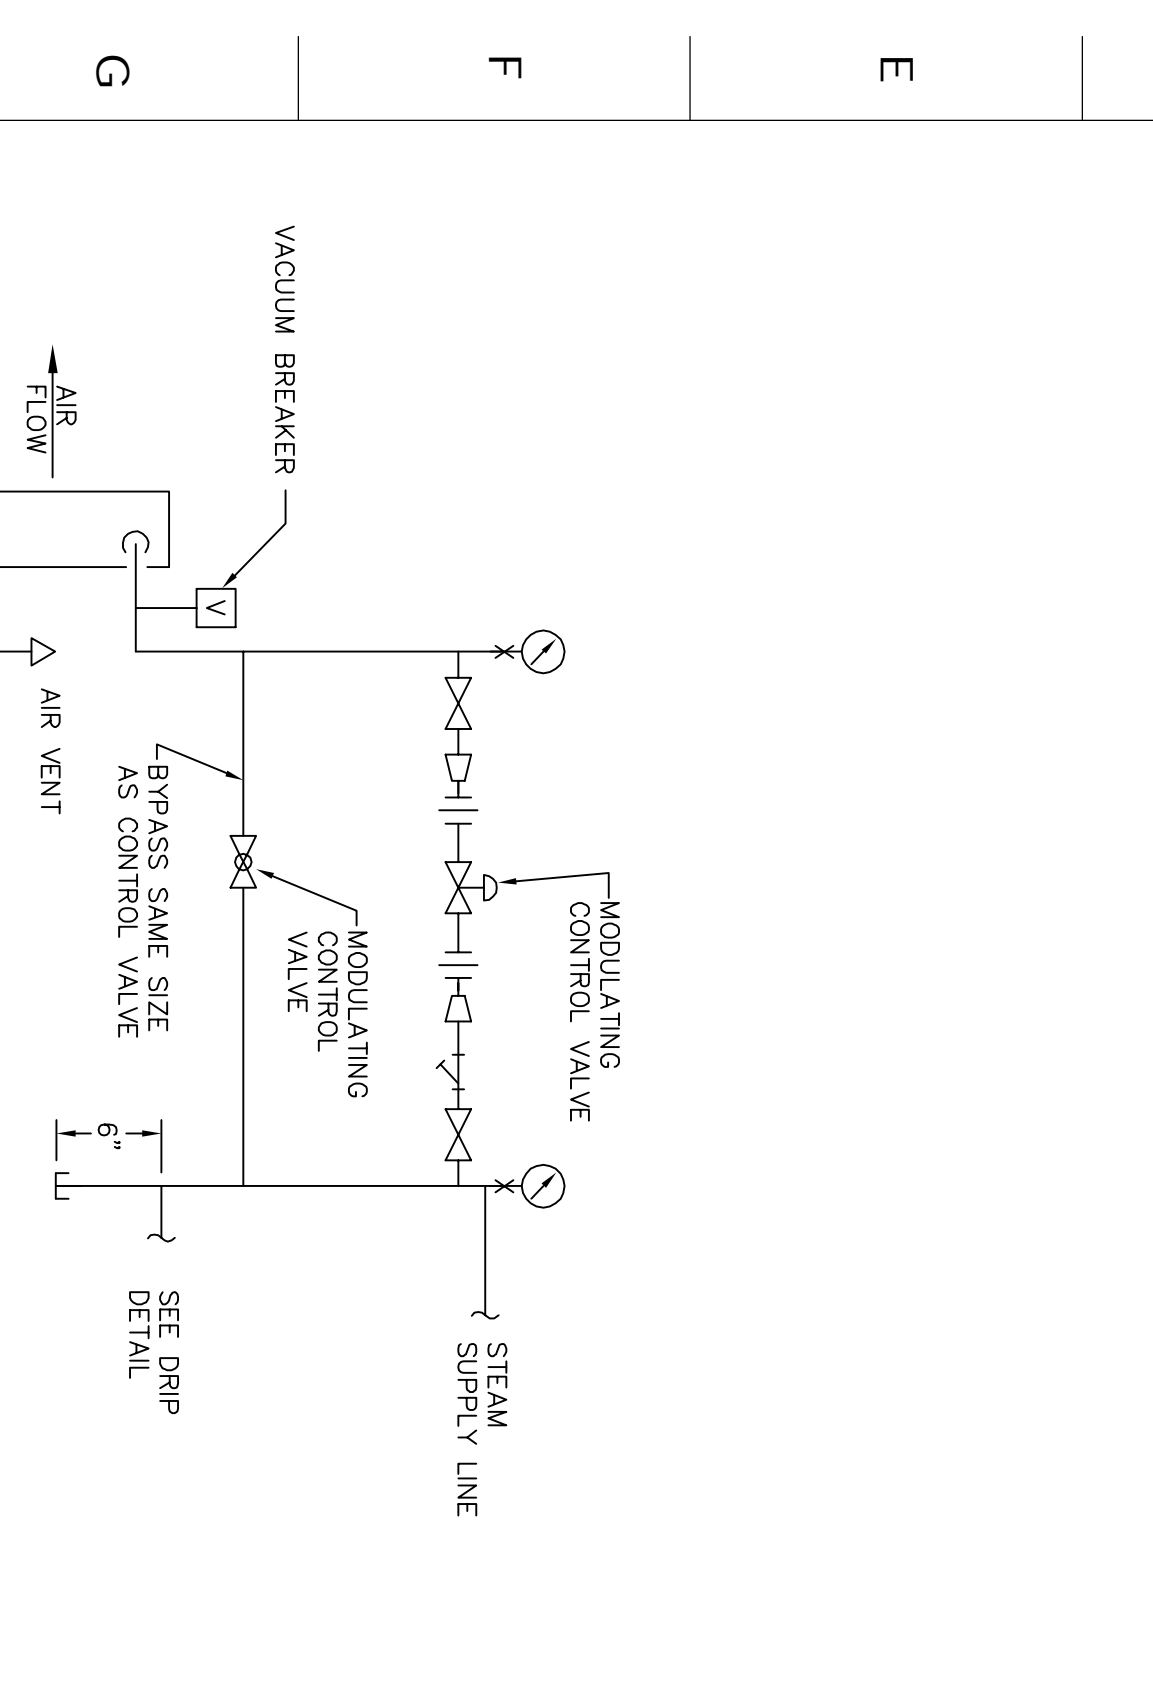 E
F
G
MODULATING
CONTROL VALVE
STEAM
SUPPLY LINE
VACUUM BREAKER
MODULATING
CONTROL
VALVE
V
BYPASS SAME SIZE
AS CONTROL VALVE
SEE DRIP
DETAIL
6"
AIR
FLOW
AIR VENT